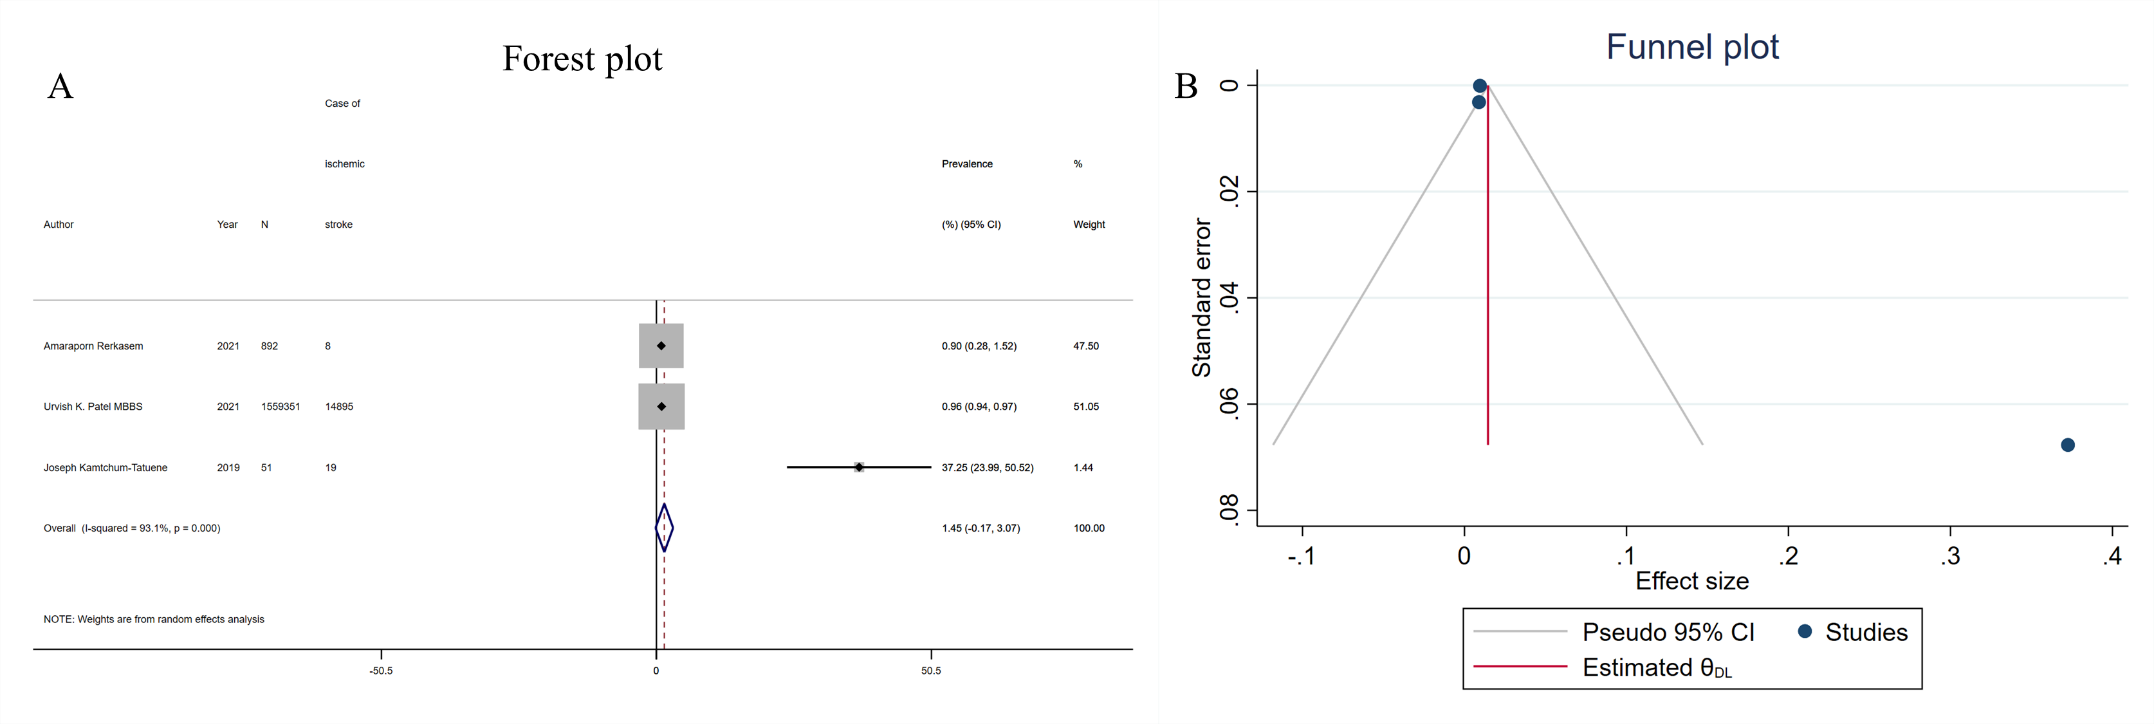 Forest plot
A
Case of
ischemic
Prevalence %
Author Year N stroke (%) (95% CI) Weight
Amaraporn Rerkasem 2021 892 8 0.90 (0.28, 1.52) 47.50
Urvish K. Patel MBBS 2021 1559351 14895 0.96 (0.94, 0.97) 51.05
Joseph Kamtchum-Tatuene 2019 51 19 37.25 (23.99, 50.52) 1.44
Overall (I-squared = 93.1%, p = 0.000) 1.45 (-0.17, 3.07) 100.00
NOTE: Weights are from random effects analysis
-50.5 0 50.5
Funnel plot
B
Standard error
0
.02
.04
.06
.08
-.1 0 .1 .2 .3 .4
Effect size
Pseudo 95% CI Studies
Estimated θDL